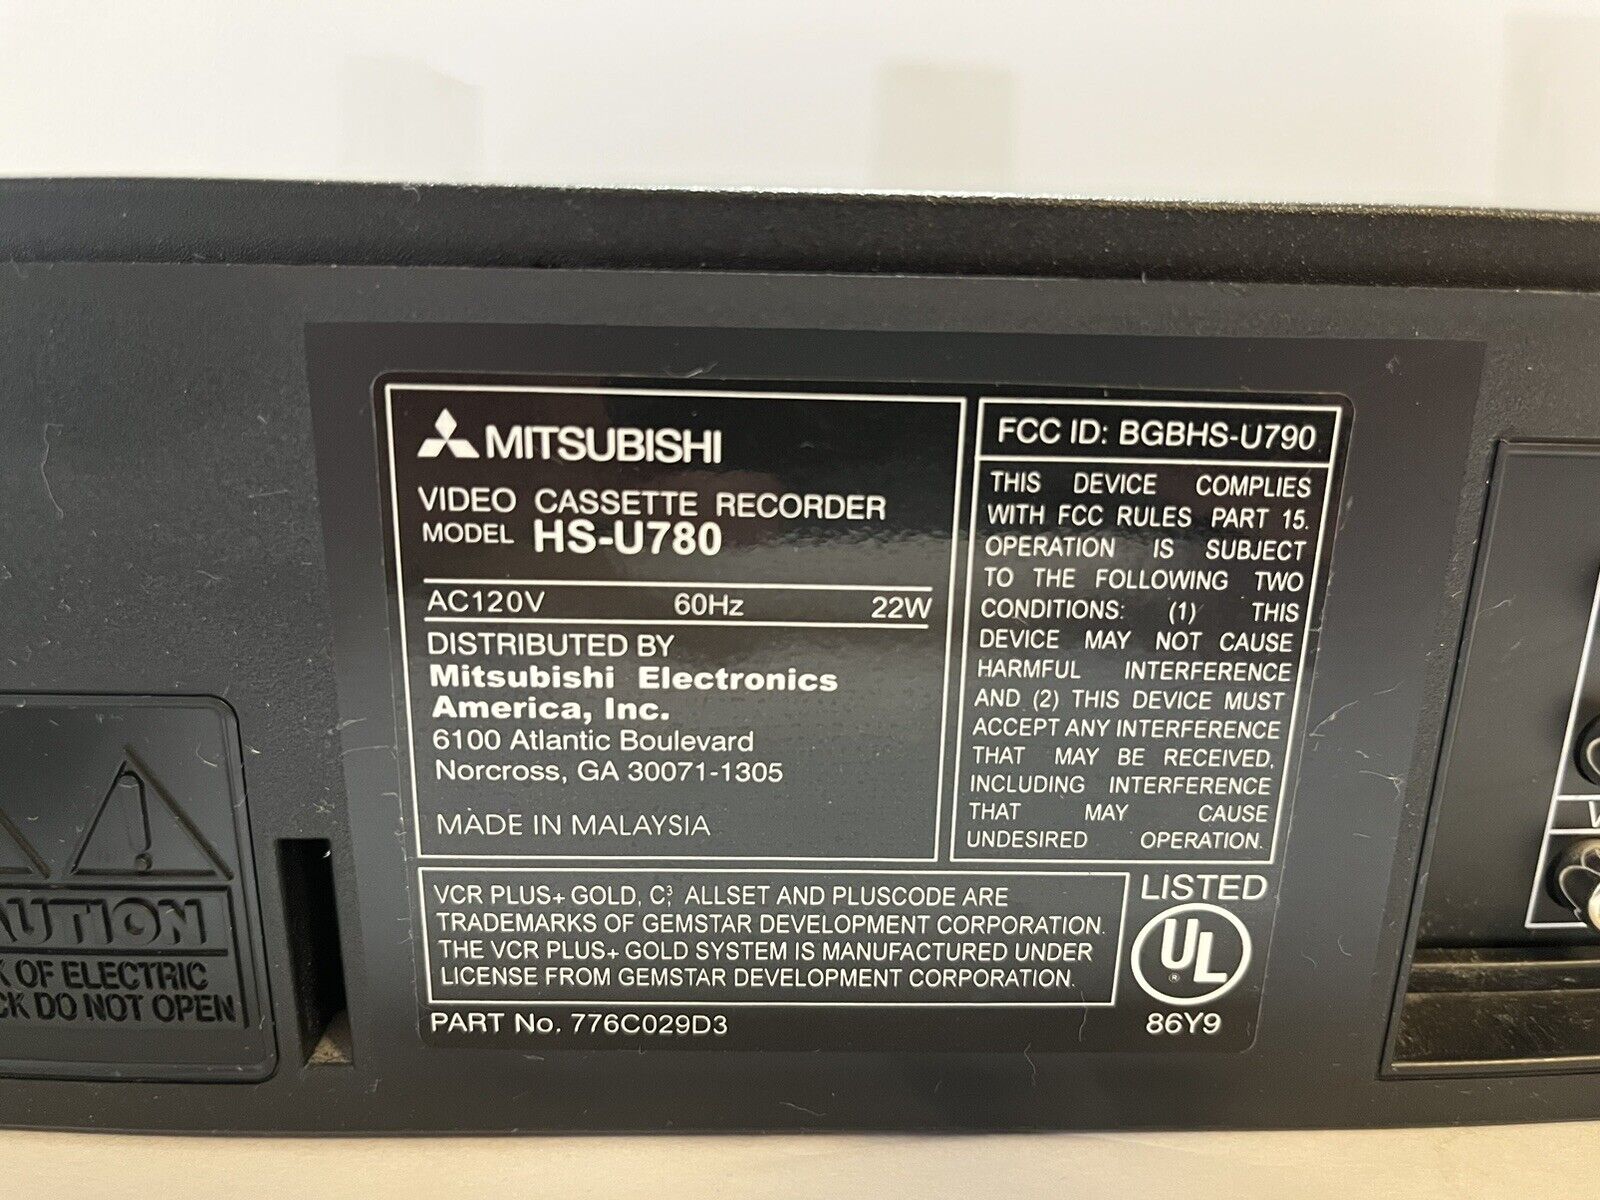 MITSUBISHI
VIDEO CASSETTE RECORDER
MODEL HS-U780
AC120V 60Hz 22W
DISTRIBUTED BY
Mitsubishi Electronics
America, Inc.
6100 Atlantic Boulevard
Norcross, GA 30071-1305
MADE IN MALAYSIA
FCC ID: BGBHS-U790
THIS DEVICE COMPLIES
WITH FCC RULES PART 15.
OPERATION IS SUBJECT
TO THE FOLLOWING TWO
CONDITIONS: (1) THIS
DEVICE MAY NOT CAUSE
HARMFUL INTERFERENCE
AND (2) THIS DEVICE MUST
ACCEPT ANY INTERFERENCE
THAT MAY BE RECEIVED,
INCLUDING INTERFERENCE
THAT MAY CAUSE
UNDESIRED OPERATION.
VCR PLUS+ GOLD, C³, ALLSET AND PLUSCODE ARE
TRADEMARKS OF GEMSTAR DEVELOPMENT CORPORATION.
THE VCR PLUS+ GOLD SYSTEM IS MANUFACTURED UNDER
LICENSE FROM GEMSTAR DEVELOPMENT CORPORATION.
PART No. 776C029D3
LISTED
UL
®
86Y9
AUTION
K OF ELECTRIC
CK DO NOT OPEN